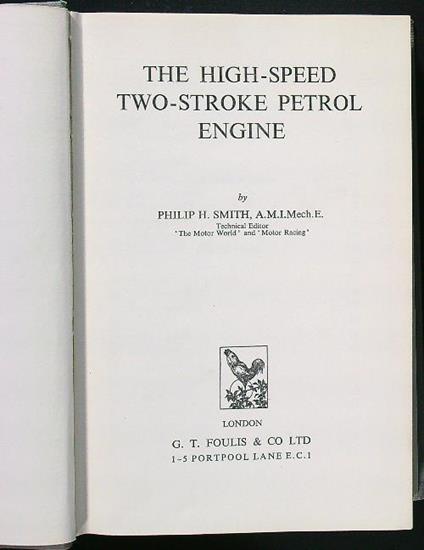 THE HIGH-SPEED
TWO-STROKE PETROL
ENGINE
by
PHILIP H. SMITH, A.M.I.Mech.E.
Technical Editor
'The Motor World' and 'Motor Racing'
LONDON
G. T. FOULIS & CO LTD
1-5 PORTPOOL LANE E.C.1